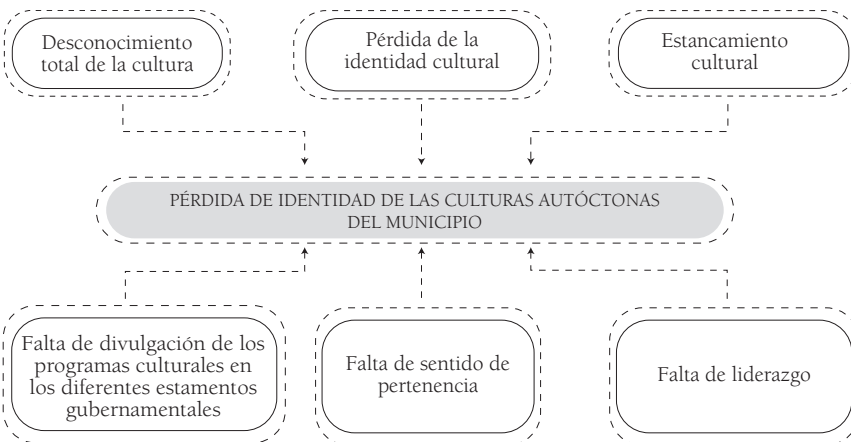 Desconocimiento
total de la cultura
Pérdida de la
identidad cultural
Estancamiento
cultural
PÉRDIDA DE IDENTIDAD DE LAS CULTURAS AUTÓCTONAS
DEL MUNICIPIO
Falta de divulgación de los
programas culturales en
los diferentes estamentos
gubernamentales
Falta de sentido de
pertenencia
Falta de liderazgo